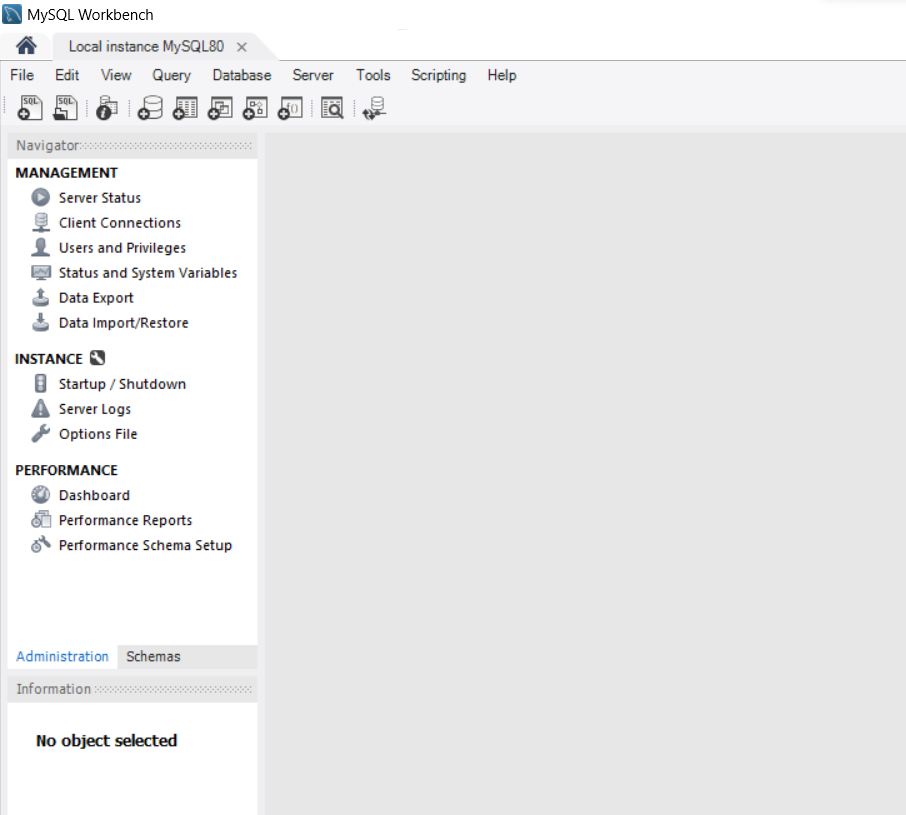 MySQL Workbench
Local instance MySQL80
File Edit View Query Database Server Tools Scripting Help
SQL SQL
Navigator
MANAGEMENT
Server Status
Client Connections
Users and Privileges
Status and System Variables
Data Export
Data Import/Restore
INSTANCE
Startup / Shutdown
Server Logs
Options File
PERFORMANCE
Dashboard
Performance Reports
Performance Schema Setup
Administration Schemas
Information
No object selected